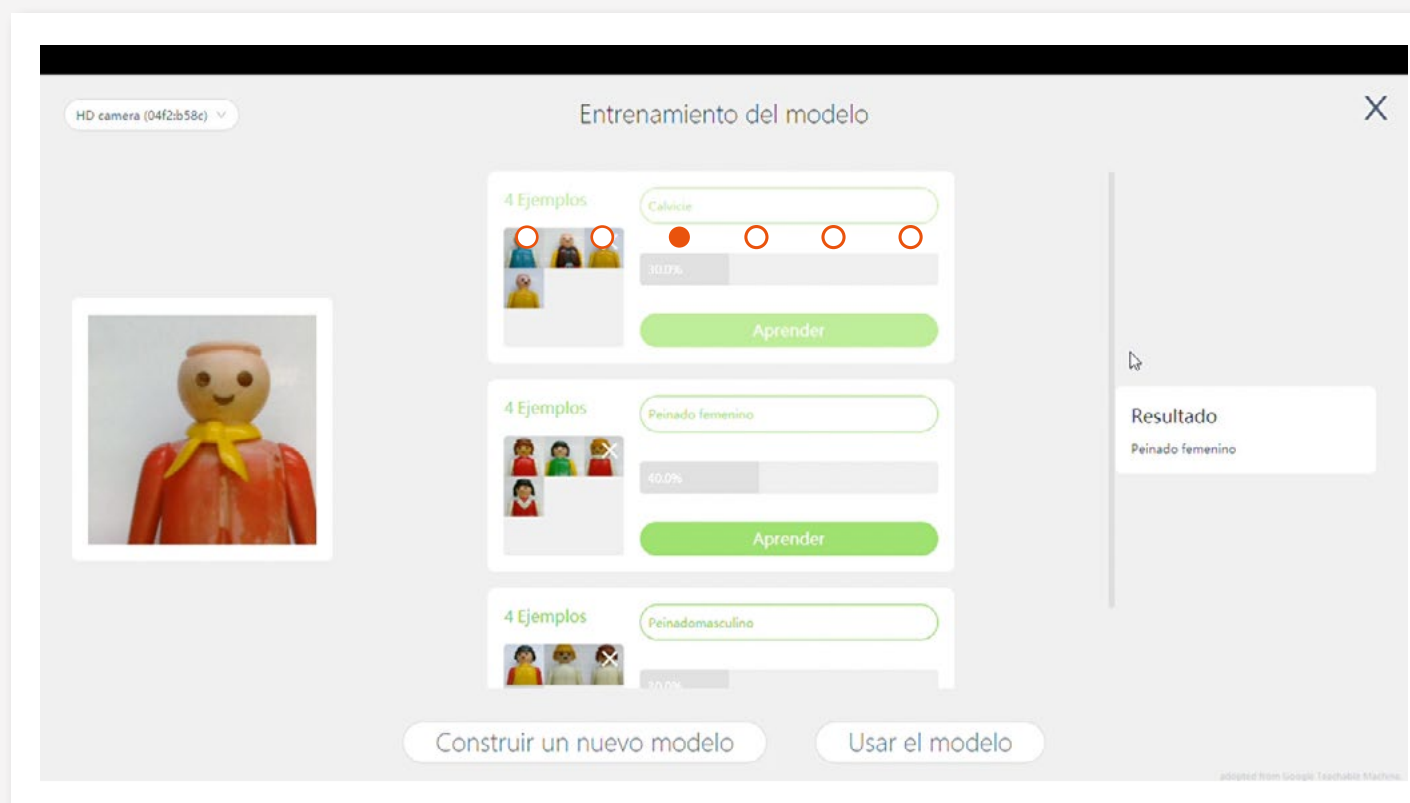 HD camera (04f2:b58c)
Entrenamiento del modelo
X
4 Ejemplos
Calvicie
30.0%
Aprender
4 Ejemplos
Peinado femenino
40.0%
Aprender
4 Ejemplos
Peinadomasculino
Resultado
Peinado femenino
Construir un nuevo modelo
Usar el modelo
adopted from Google Teachable Machine.